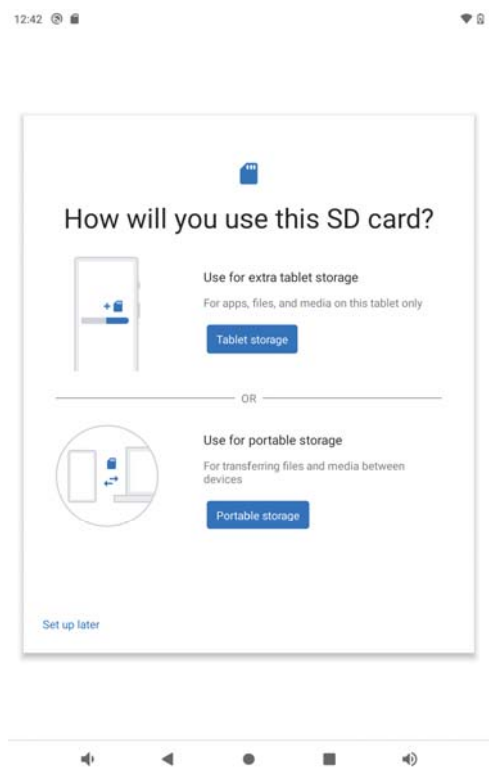 12:42
How will you use this SD card?
Use for extra tablet storage
For apps, files, and media on this tablet only
Tablet storage
OR
Use for portable storage
For transferring files and media between
devices
Portable storage
Set up later